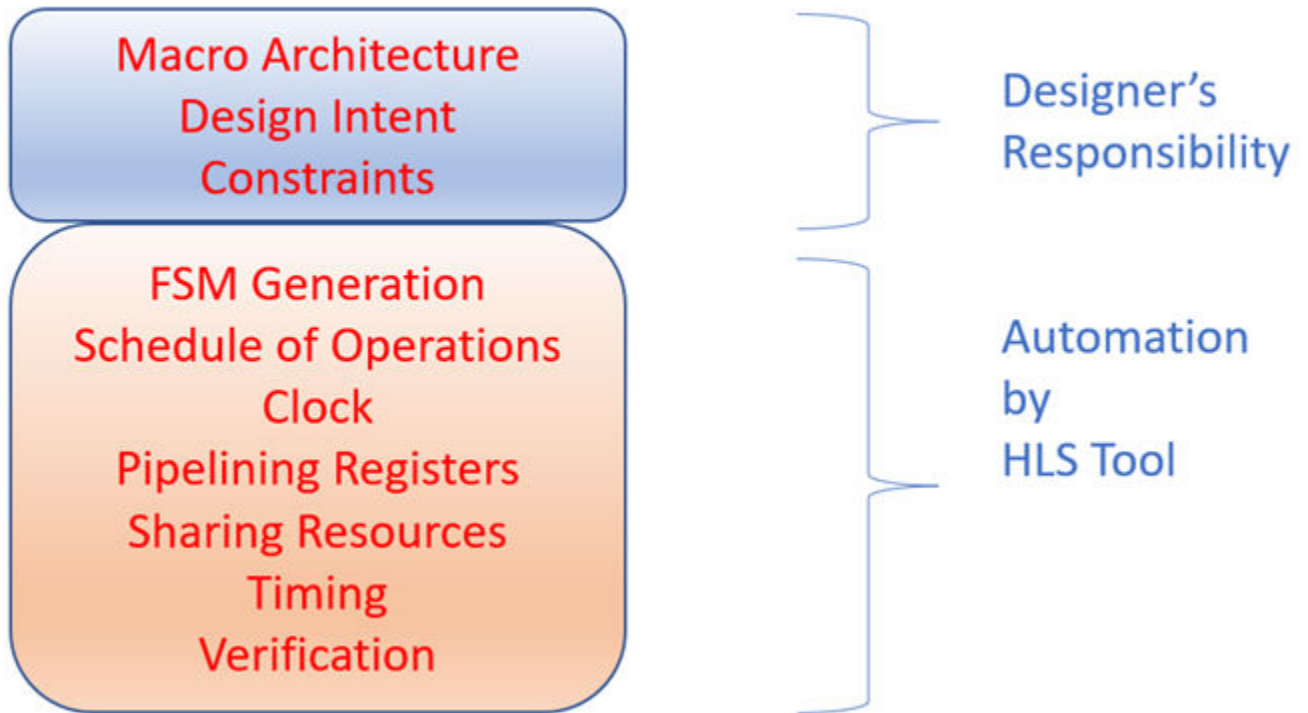 Macro Architecture
Design Intent
Constraints
Designer’s
Responsibility
FSM Generation
Schedule of Operations
Clock
Pipelining Registers
Sharing Resources
Timing
Verification
Automation
by
HLS Tool